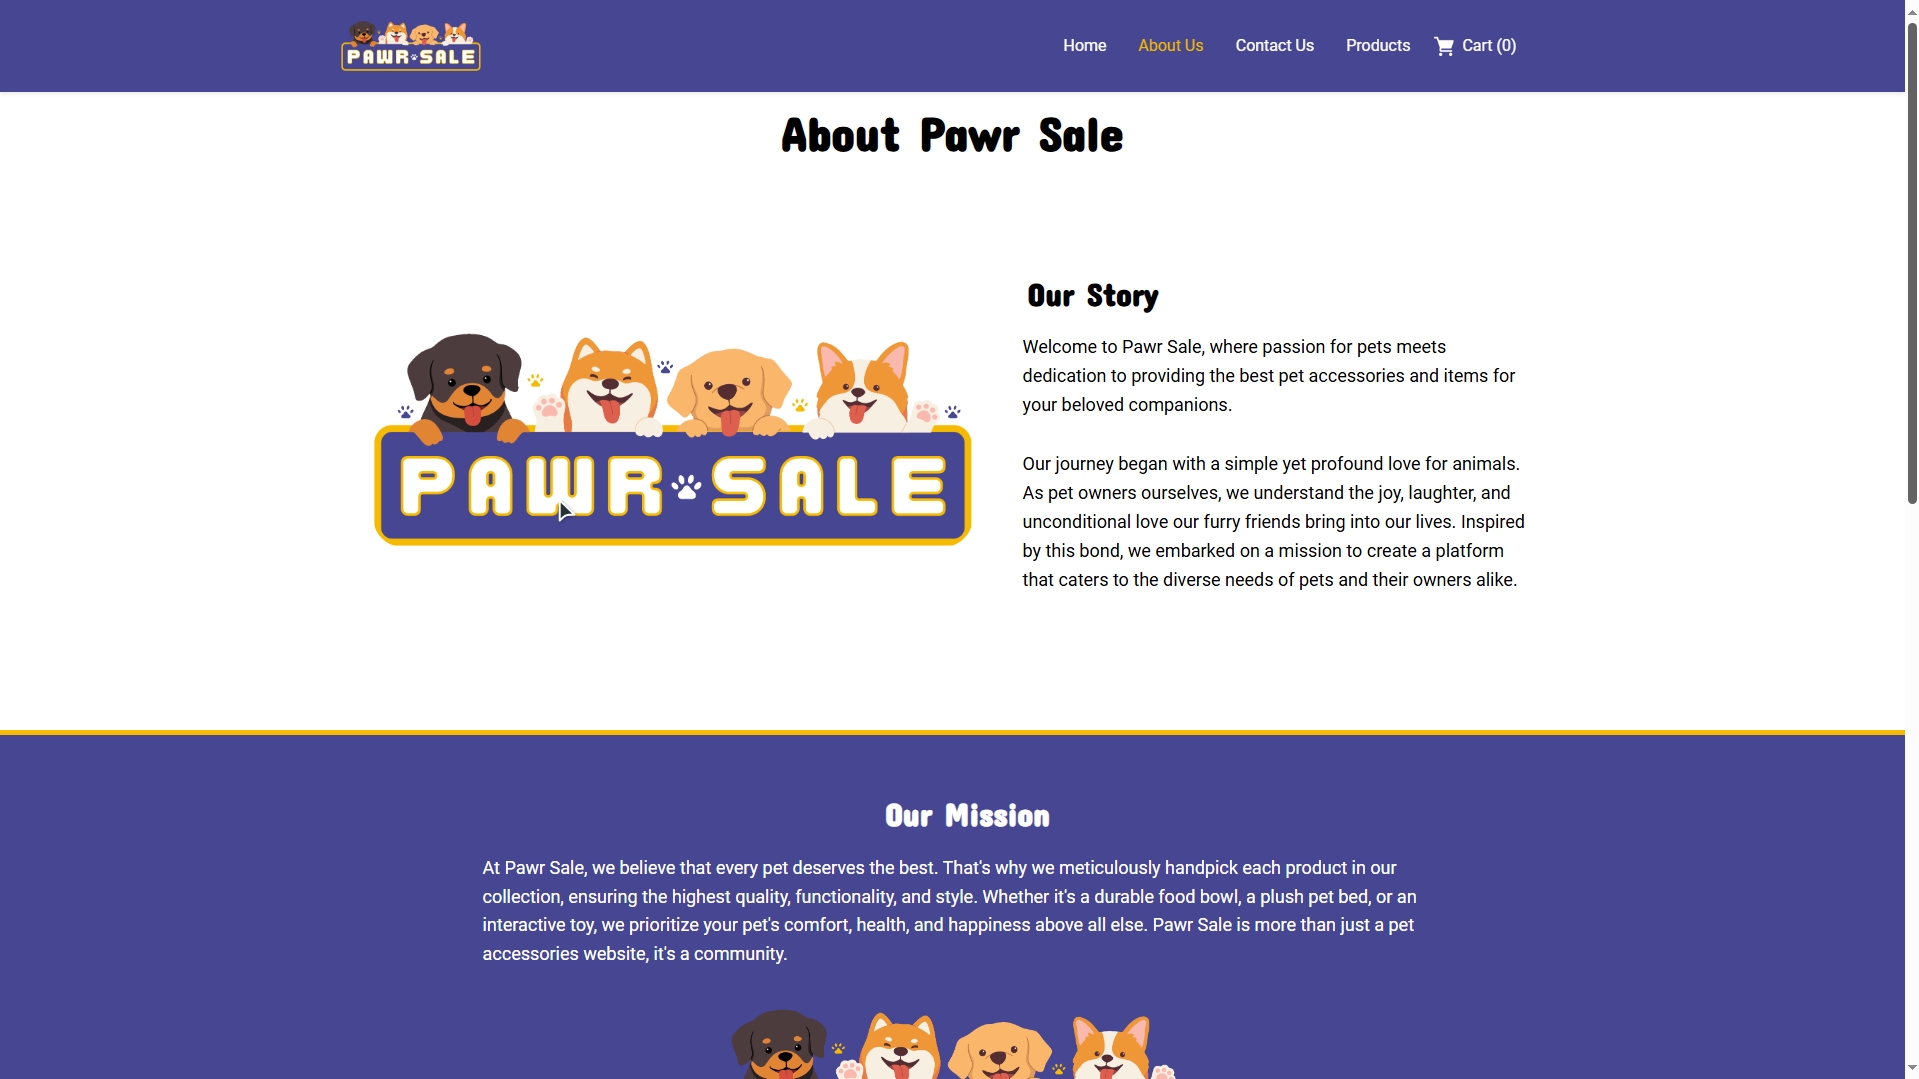 PAWR SALE
Home
About Us
Contact Us
Products
Cart (0)
About Pawr Sale
PAWR SALE
Our Story
Welcome to Pawr Sale, where passion for pets meets
dedication to providing the best pet accessories and items for
your beloved companions.
Our journey began with a simple yet profound love for animals.
As pet owners ourselves, we understand the joy, laughter, and
unconditional love our furry friends bring into our lives. Inspired
by this bond, we embarked on a mission to create a platform
that caters to the diverse needs of pets and their owners alike.
Our Mission
At Pawr Sale, we believe that every pet deserves the best. That's why we meticulously handpick each product in our
collection, ensuring the highest quality, functionality, and style. Whether it's a durable food bowl, a plush pet bed, or an
interactive toy, we prioritize your pet's comfort, health, and happiness above all else. Pawr Sale is more than just a pet
accessories website, it's a community.